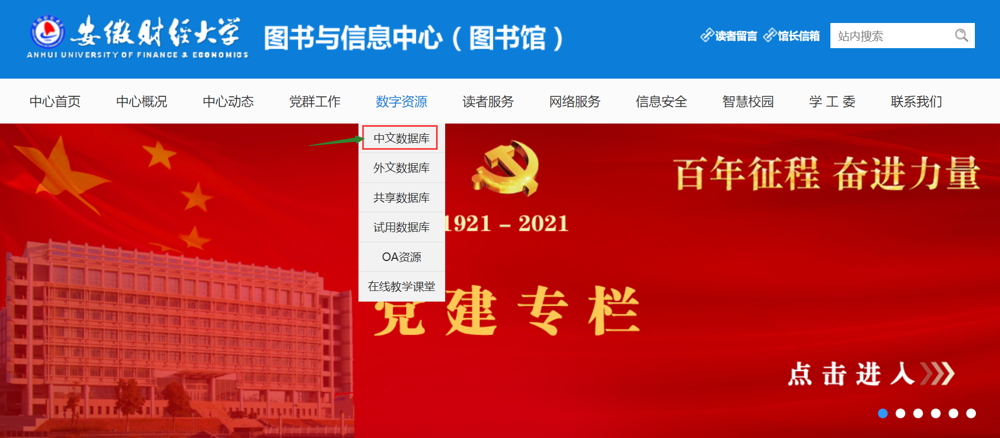 安徽财经大学
ANHUI UNIVERSITY OF FINANCE & ECONOMICS
图书与信息中心（图书馆）
读者留言 馆长信箱 站内搜索
中心首页 中心概况 中心动态 党群工作 数字资源 读者服务 网络服务 信息安全 智慧校园 学 工 委 联系我们
中文数据库
外文数据库
共享数据库
试用数据库
OA资源
在线教学课堂
百年征程 奋进力量
1921 - 2021
党建专栏
点击进入